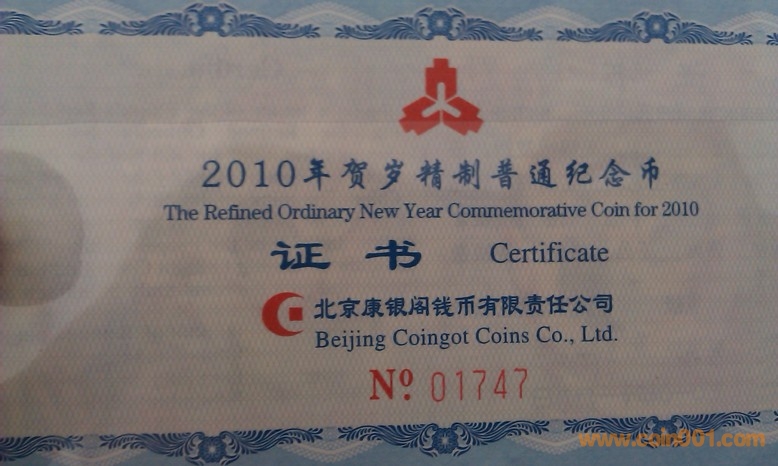 2010年贺岁精制普通纪念币
The Refined Ordinary New Year Commemorative Coin for 2010
证书 Certificate
北京康银阁钱币有限责任公司
Beijing Coingot Coins Co., Ltd.
Nº 01747
www.coin001.com